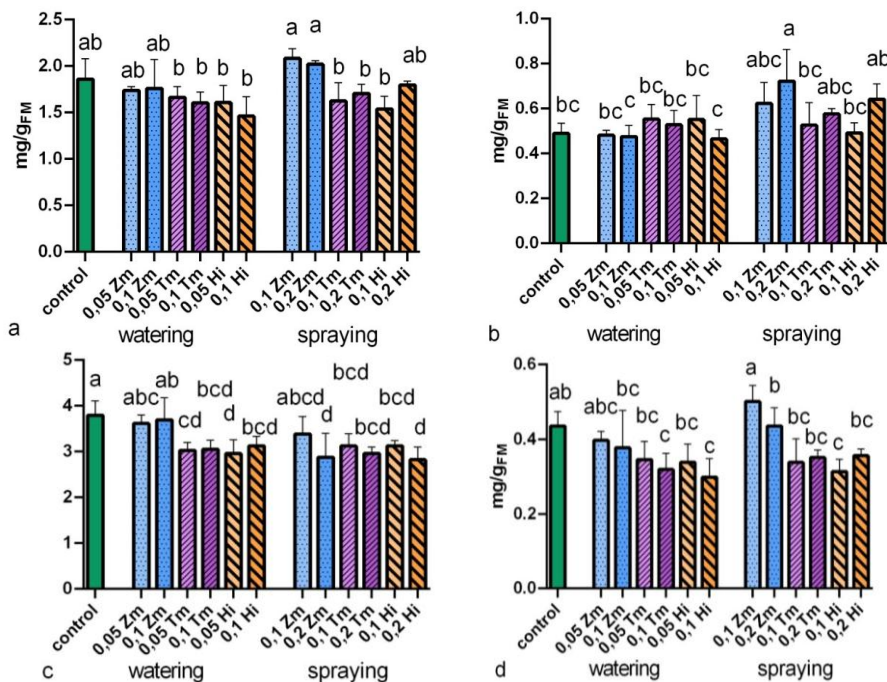 mg/gFM
2.5
2.0
1.5
1.0
0.5
0.0
ab ab ab b b b b a a b b b ab
control 0,05 Zm 0,1 Zm 0,05 Tm 0,1 Tm 0,05 Hi 0,1 Hi 0,1 Zm 0,2 Zm 0,1 Tm 0,2 Tm 0,1 Hi 0,2 Hi
watering spraying
a
mg/gFM
1.0
0.8
0.6
0.4
0.2
0.0
bc bc c bc bc bc c abc a bc abc bc ab
control 0,05 Zm 0,1 Zm 0,05 Tm 0,1 Tm 0,05 Hi 0,1 Hi 0,1 Zm 0,2 Zm 0,1 Tm 0,2 Tm 0,1 Hi 0,2 Hi
watering spraying
b
5
4
3
2
1
0
a abc ab cd bcd d bcd abcd d bcd bcd bcd d
control 0,05 Zm 0,1 Zm 0,05 Tm 0,1 Tm 0,05 Hi 0,1 Hi 0,1 Zm 0,2 Zm 0,1 Tm 0,2 Tm 0,1 Hi 0,2 Hi
watering spraying
c
mg/gFM
0.6
0.4
0.2
0.0
ab abc bc bc c bc c a b bc bc c bc
control 0,05 Zm 0,1 Zm 0,05 Tm 0,1 Tm 0,05 Hi 0,1 Hi 0,1 Zm 0,2 Zm 0,1 Tm 0,2 Tm 0,1 Hi 0,2 Hi
watering spraying
d